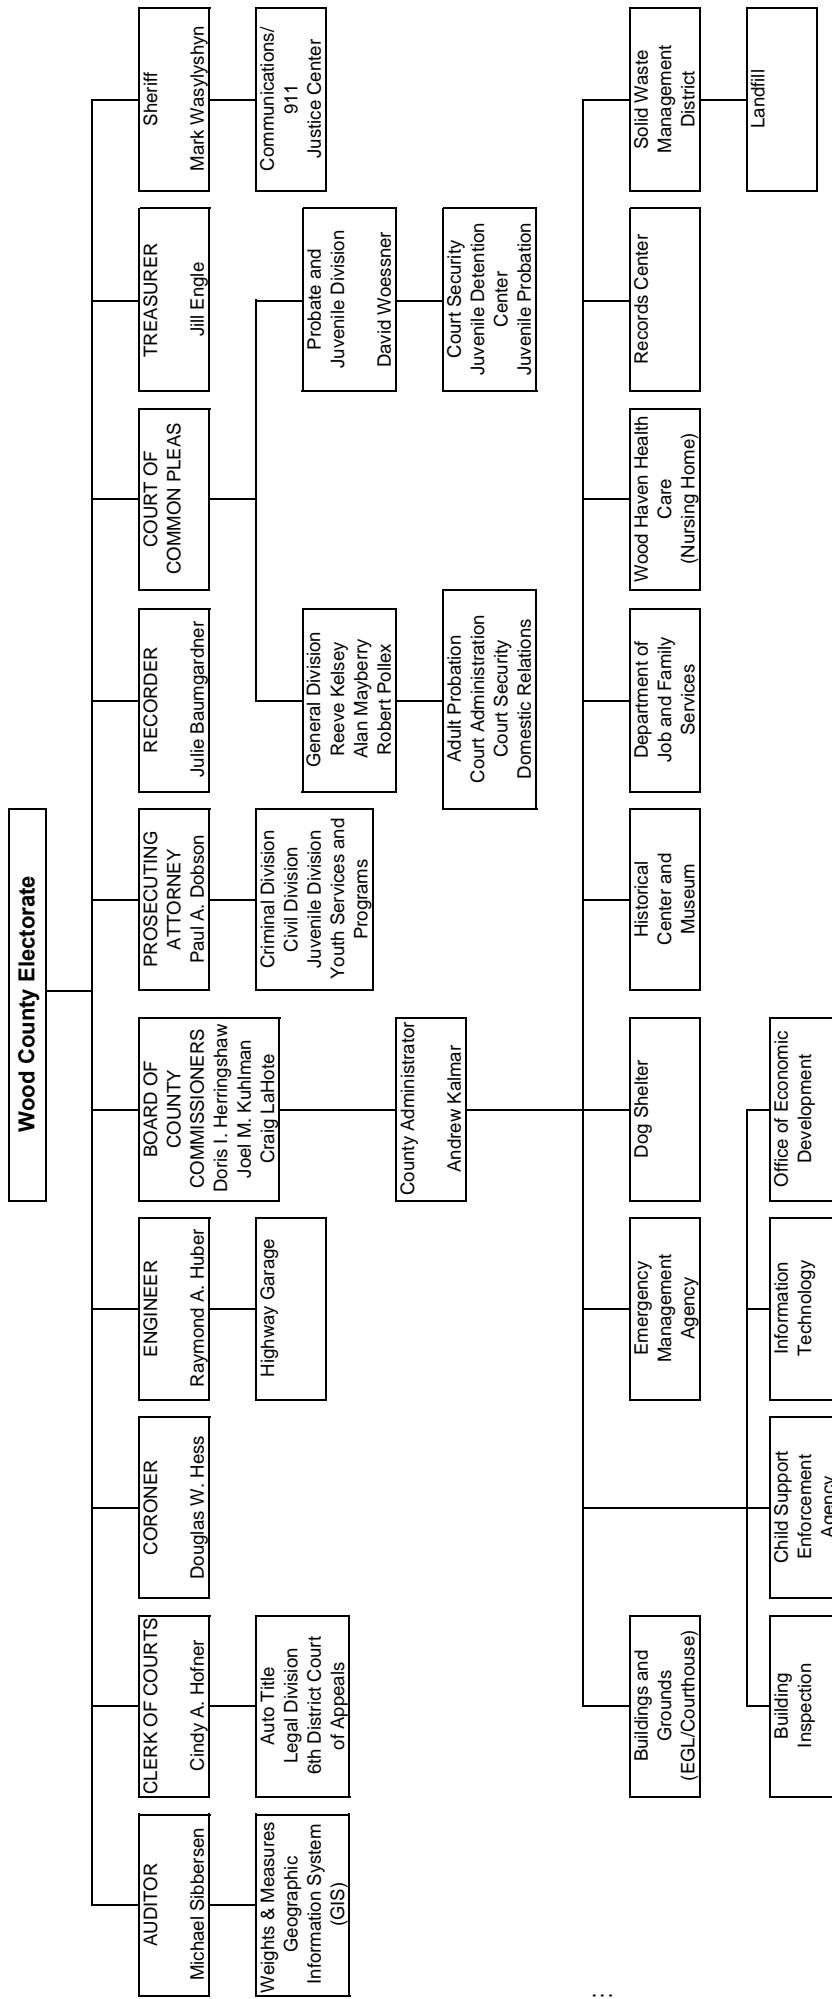 Wood County Electorate
AUDITOR
Michael Sibbersen
CLERK OF COURTS
Cindy A. Hofner
CORONER
Douglas W. Hess
ENGINEER
Raymond A. Huber
BOARD OF
COUNTY
COMMISSIONERS
Doris I. Herringshaw
Joel M. Kuhlman
Craig LaHote
PROSECUTING
ATTORNEY
Paul A. Dobson
RECORDER
Julie Baumgardner
COURT OF
COMMON PLEAS
TREASURER
Jill Engle
Sheriff
Mark Wasylyshyn
Weights & Measures
Geographic
Information System
(GIS)
Auto Title
Legal Division
6th District Court
of Appeals
Highway Garage
Criminal Division
Civil Division
Juvenile Division
Youth Services and
Programs
Communications/
911
Justice Center
General Division
Reeve Kelsey
Alan Mayberry
Robert Pollex
Probate and
Juvenile Division
David Woessner
County Administrator
Andrew Kalmar
Adult Probation
Court Administration
Court Security
Domestic Relations
Court Security
Juvenile Detention
Center
Juvenile Probation
Buildings and
Grounds
(EGL/Courthouse)
Emergency
Management
Agency
Dog Shelter
Historical
Center and
Museum
Department of
Job and Family
Services
Wood Haven Health
Care
(Nursing Home)
Records Center
Solid Waste
Management
District
Building
Inspection
Child Support
Enforcement
Agency
Information
Technology
Office of Economic
Development
Landfill